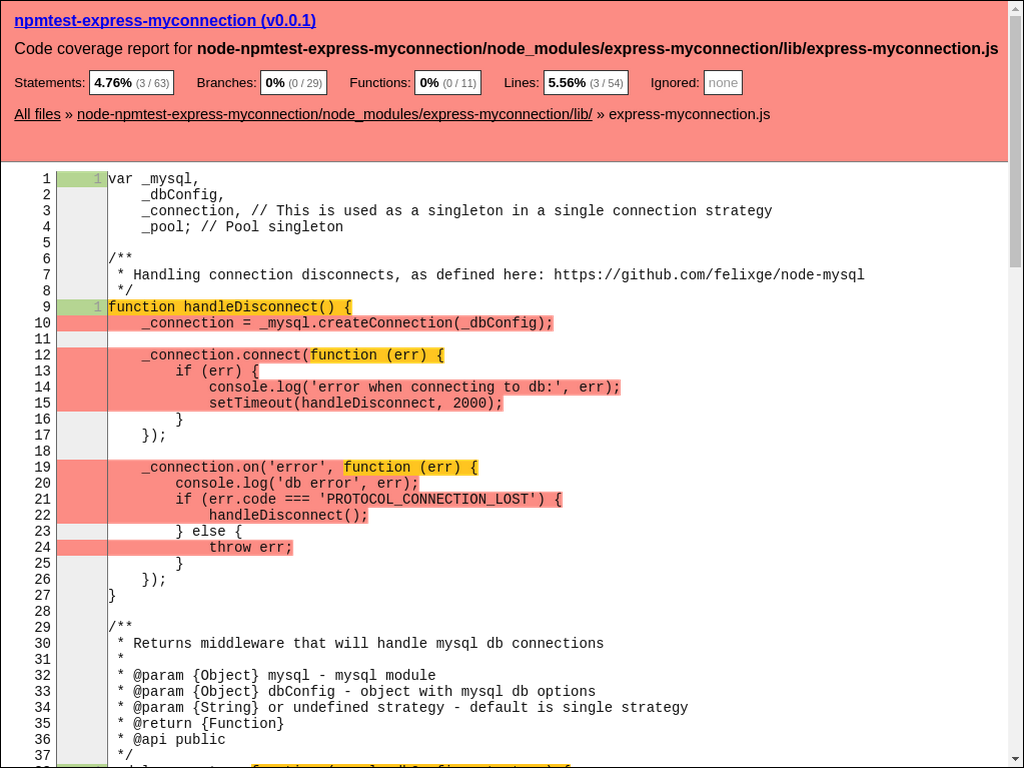 npmtest-express-myconnection (v0.0.1)
Code coverage report for node-npmtest-express-myconnection/node_modules/express-myconnection/lib/express-myconnection.js
Statements: 4.76% (3 / 63) Branches: 0% (0 / 29) Functions: 0% (0 / 11) Lines: 5.56% (3 / 54) Ignored: none
All files » node-npmtest-express-myconnection/node_modules/express-myconnection/lib/ » express-myconnection.js
1 1 var _mysql,
2     _dbConfig,
3     _connection, // This is used as a singleton in a single connection strategy
4     _pool; // Pool singleton
5
6 /**
7  * Handling connection disconnects, as defined here: https://github.com/felixge/node-mysql
8  */
9 1 function handleDisconnect() {
10     _connection = _mysql.createConnection(_dbConfig);
11
12     _connection.connect(function (err) {
13         if (err) {
14             console.log('error when connecting to db:', err);
15             setTimeout(handleDisconnect, 2000);
16         }
17     });
18
19     _connection.on('error', function (err) {
20         console.log('db error', err);
21         if (err.code === 'PROTOCOL_CONNECTION_LOST') {
22             handleDisconnect();
23         } else {
24             throw err;
25         }
26     });
27 }
28
29 /**
30  * Returns middleware that will handle mysql db connections
31  *
32  * @param {Object} mysql - mysql module
33  * @param {Object} dbConfig - object with mysql db options
34  * @param {String} or undefined strategy - default is single strategy
35  * @return {Function}
36  * @api public
37  */